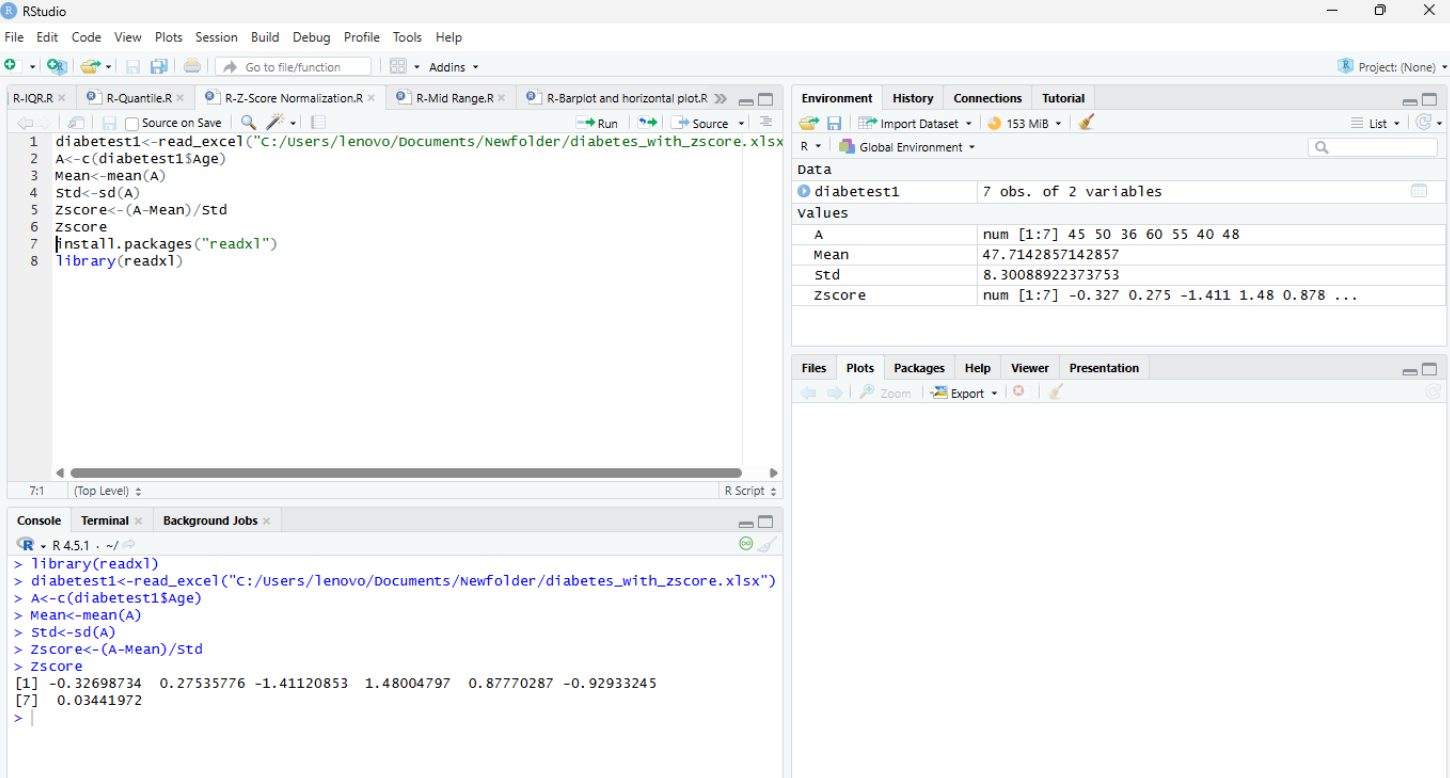 RStudio
File Edit Code View Plots Session Build Debug Profile Tools Help
Go to file/function Addins Project: (None)
R-IQR.R R-Quantile.R R-Z-Score Normalization.R R-Mid Range.R R-Barplot and horizontal plot.R
Source on Save Run Source
1 diabetest1<-read_excel("C:/Users/lenovo/Documents/Newfolder/diabetes_with_zscore.xlsx
2 A<-c(diabetest1$Age)
3 Mean<-mean(A)
4 Std<-sd(A)
5 Zscore<-(A-Mean)/Std
6 Zscore
7 install.packages("readxl")
8 library(readxl)
7:1 (Top Level) R Script
Console Terminal Background Jobs
R 4.5.1 · ~/
> library(readxl)
> diabetest1<-read_excel("C:/Users/lenovo/Documents/Newfolder/diabetes_with_zscore.xlsx")
> A<-c(diabetest1$Age)
> Mean<-mean(A)
> Std<-sd(A)
> Zscore<-(A-Mean)/Std
> Zscore
[1] -0.32698734 0.27535776 -1.41120853 1.48004797 0.87770287 -0.92933245
[7] 0.03441972
>
Environment History Connections Tutorial
Import Dataset 153 MiB List
R Global Environment
Data
diabetest1 7 obs. of 2 variables
Values
A num [1:7] 45 50 36 60 55 40 48
Mean 47.7142857142857
Std 8.30088922373753
Zscore num [1:7] -0.327 0.275 -1.411 1.48 0.878 ...
Files Plots Packages Help Viewer Presentation
Zoom Export